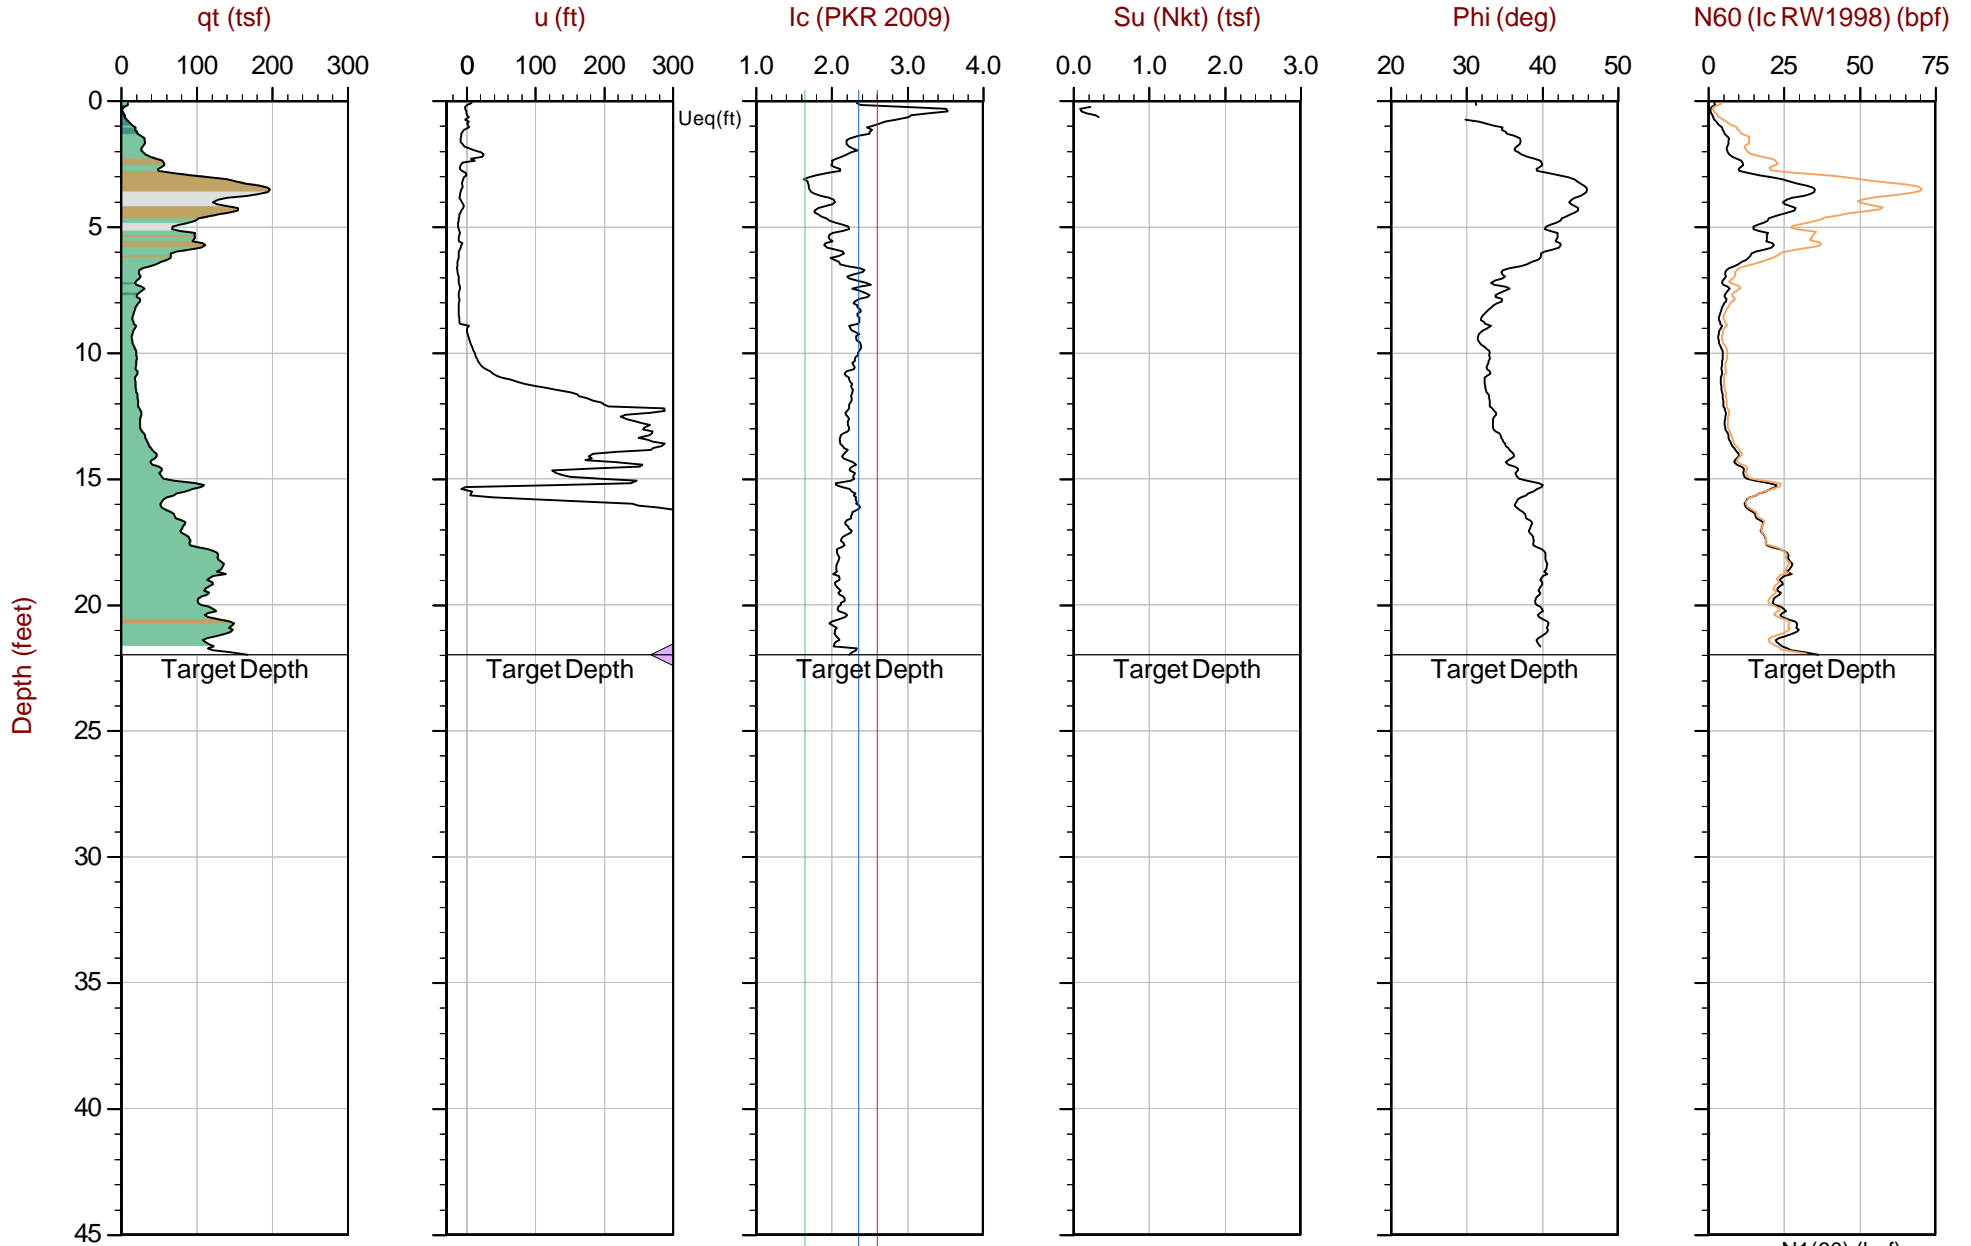 qt (tsf) u (ft) Ic (PKR 2009) Su (Nkt) (tsf) Phi (deg) N60 (Ic RW1998) (bpf)
0 100 200 300 0 100 200 300 1.0 2.0 3.0 4.0 0.0 1.0 2.0 3.0 20 30 40 50 0 25 50 75
0
Ueq(ft)
5
10
15
20
Target Depth Target Depth Target Depth Target Depth Target Depth Target Depth
Depth (feet)
25
30
35
40
45